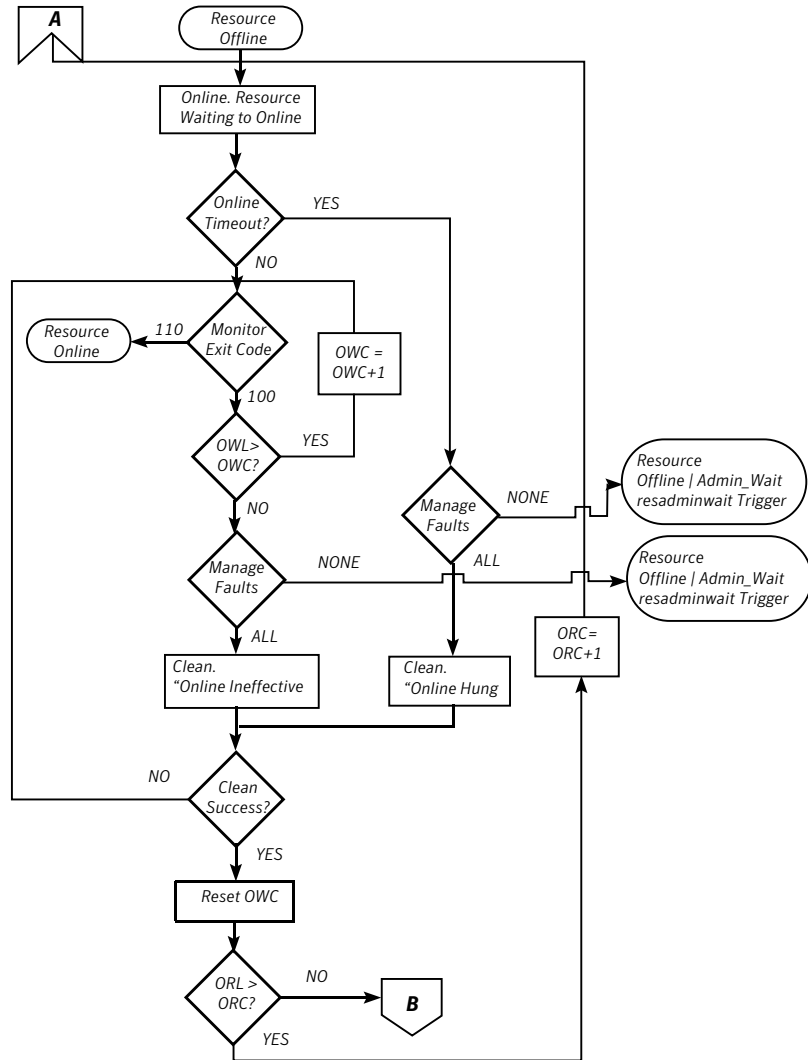 A
Resource
Offline
Online. Resource
Waiting to Online
Online
Timeout?
YES
NO
Resource
Online
110
Monitor
Exit Code
OWC =
OWC+1
100
OWL>
OWC?
YES
NO
Manage
Faults
NONE
Resource
Offline | Admin_Wait
resadminwait Trigger
ALL
Manage
Faults
NONE
Resource
Offline | Admin_Wait
resadminwait Trigger
ALL
ORC=
ORC+1
Clean.
“Online Ineffective
Clean.
“Online Hung
NO
Clean
Success?
YES
Reset OWC
ORL >
ORC?
NO
B
YES